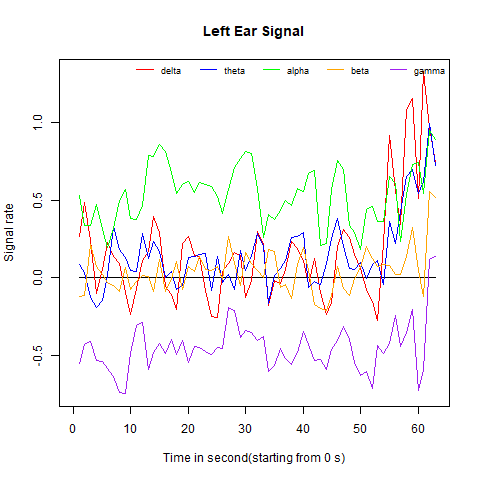 Left Ear Signal
delta theta alpha beta gamma
Signal rate
1.0
0.5
0.0
-0.5
0 10 20 30 40 50 60
Time in second(starting from 0 s)